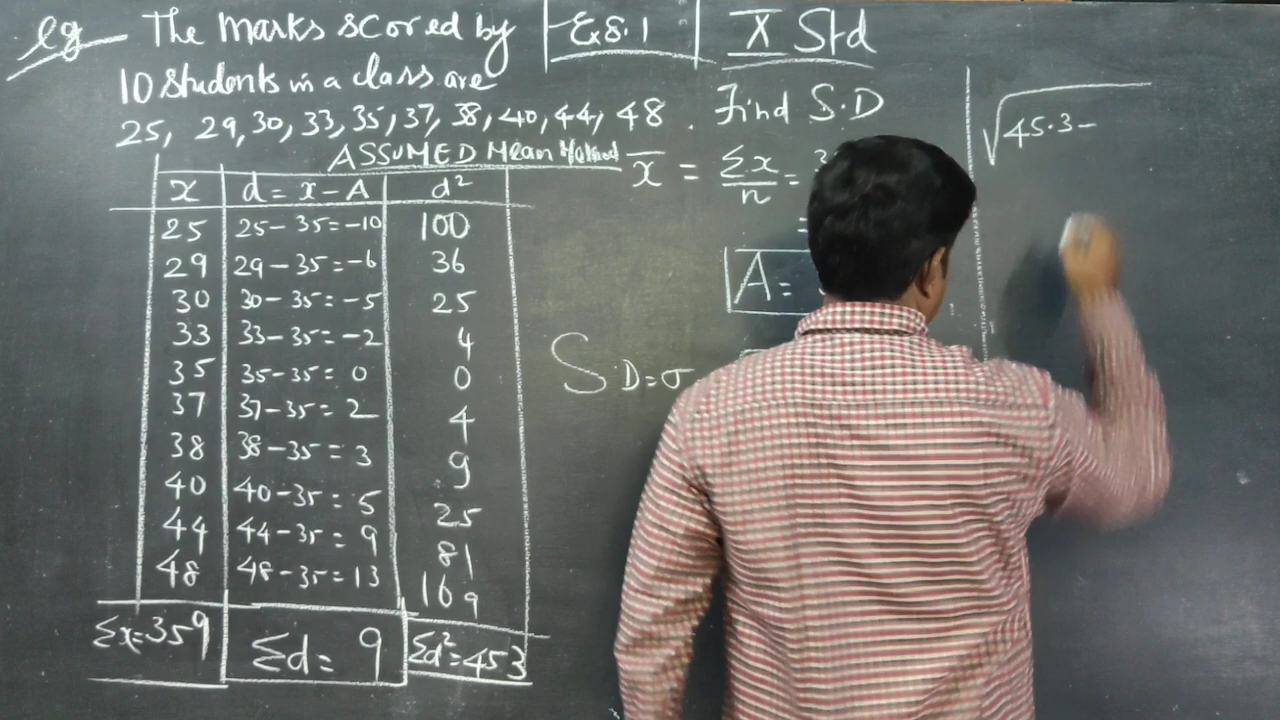 eg The marks scored by Ex 8.1 X Std
10 students in a class are
25, 29, 30, 33, 35, 37, 38, 40, 44, 48. Find S.D
ASSUMED Mean Method
x̄ = Σx/n =
x d = x - A d²
25 25 - 35 = -10 100
29 29 - 35 = -6 36
30 30 - 35 = -5 25
33 33 - 35 = -2 4
35 35 - 35 = 0 0
37 37 - 35 = 2 4
38 38 - 35 = 3 9
40 40 - 35 = 5 25
44 44 - 35 = 9 81
48 48 - 35 = 13 169
Σx = 359 Σd = 9 Σd² = 453
A =
S.D = σ
√45.3 -